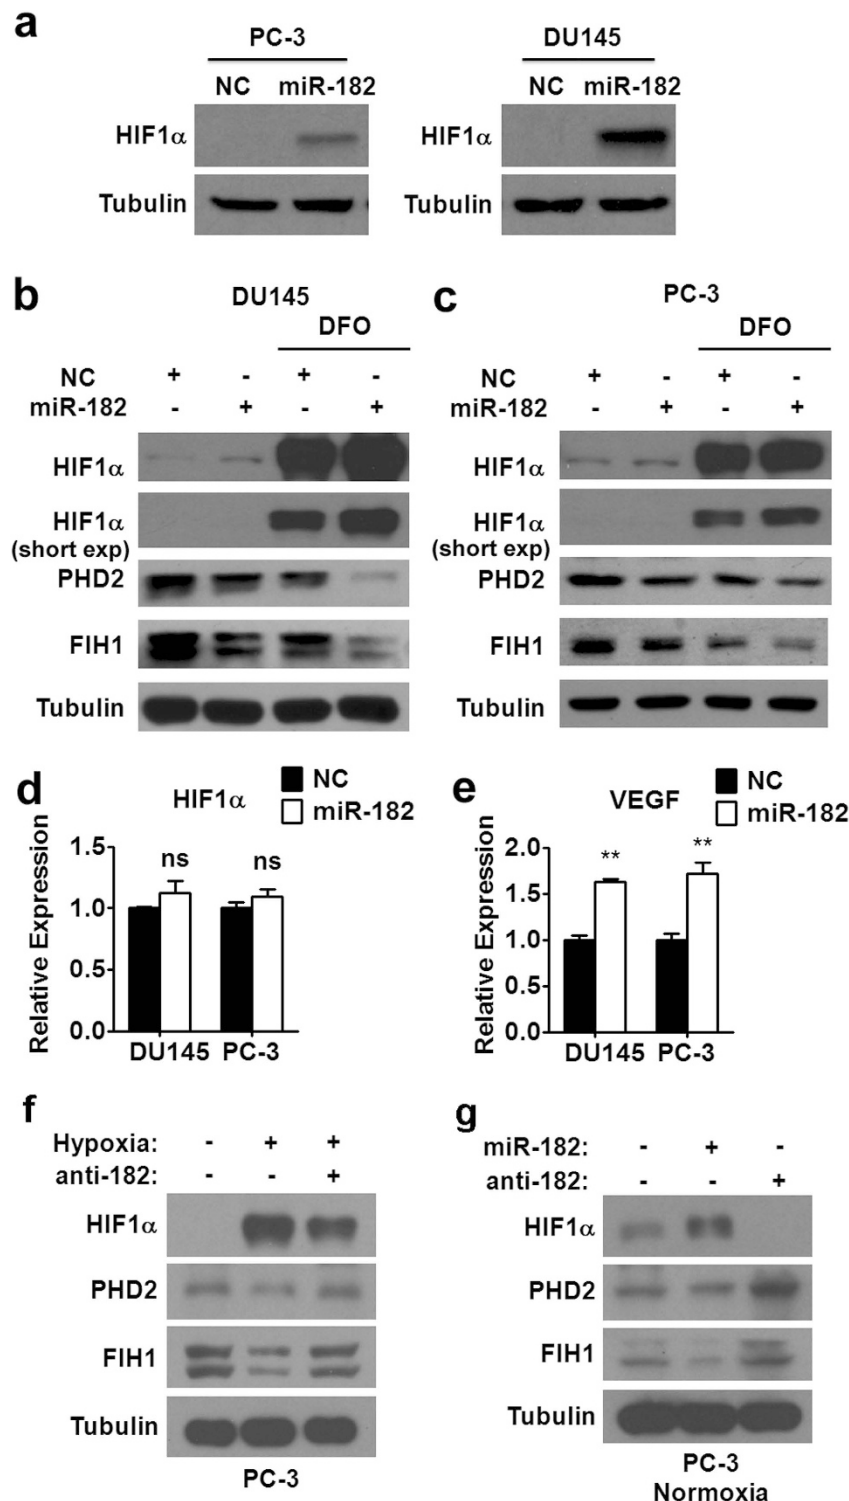 a
PC-3 DU145
NC miR-182 NC miR-182
HIF1α HIF1α
Tubulin Tubulin
b DU145
DFO
NC + - + -
miR-182 - + - +
HIF1α
HIF1α
(short exp)
PHD2
FIH1
Tubulin
c PC-3
DFO
NC + - + -
miR-182 - + - +
HIF1α
HIF1α
(short exp)
PHD2
FIH1
Tubulin
d HIF1α
NC
miR-182
Relative Expression
1.5
1.0
0.5
0.0
ns ns
DU145 PC-3
e VEGF
NC
miR-182
Relative Expression
2.0
1.5
1.0
0.5
0.0
** **
DU145 PC-3
f
Hypoxia: - + +
anti-182: - - +
HIF1α
PHD2
FIH1
Tubulin
PC-3
g
miR-182: - + -
anti-182: - - +
HIF1α
PHD2
FIH1
Tubulin
PC-3
Normoxia